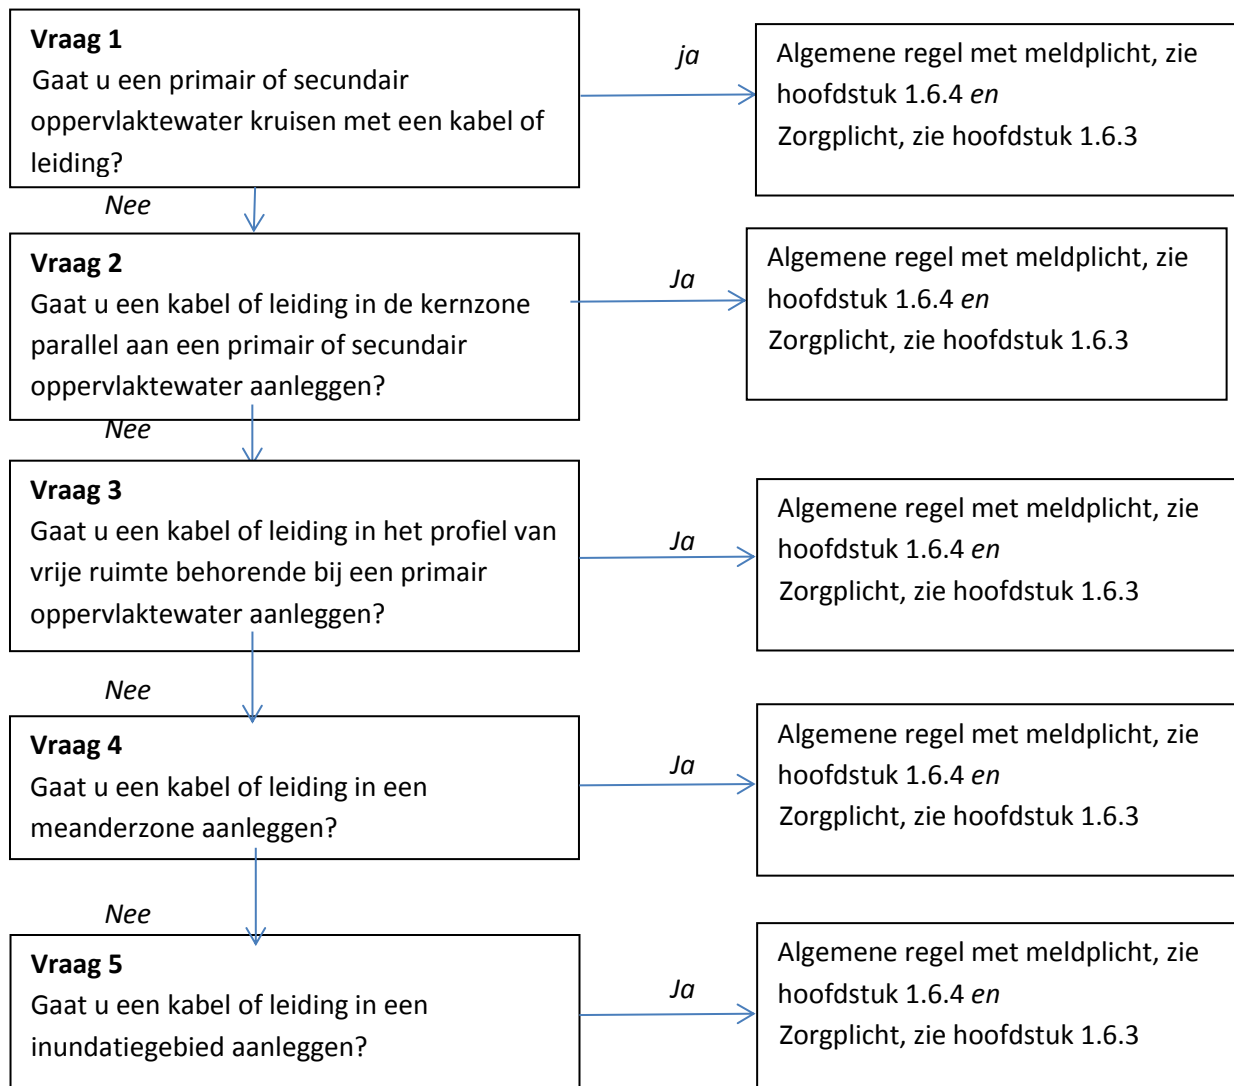 Vraag 1
Gaat u een primair of secundair
oppervlaktewater kruisen met een kabel of
leiding?
ja
Algemene regel met meldplicht, zie
hoofdstuk 1.6.4 en
Zorgplicht, zie hoofdstuk 1.6.3
Nee
Vraag 2
Gaat u een kabel of leiding in de kernzone
parallel aan een primair of secundair
oppervlaktewater aanleggen?
Ja
Algemene regel met meldplicht, zie
hoofdstuk 1.6.4 en
Zorgplicht, zie hoofdstuk 1.6.3
Nee
Vraag 3
Gaat u een kabel of leiding in het profiel van
vrije ruimte behorende bij een primair
oppervlaktewater aanleggen?
Ja
Algemene regel met meldplicht, zie
hoofdstuk 1.6.4 en
Zorgplicht, zie hoofdstuk 1.6.3
Nee
Vraag 4
Gaat u een kabel of leiding in een
meanderzone aanleggen?
Ja
Algemene regel met meldplicht, zie
hoofdstuk 1.6.4 en
Zorgplicht, zie hoofdstuk 1.6.3
Nee
Vraag 5
Gaat u een kabel of leiding in een
inundatiegebied aanleggen?
Ja
Algemene regel met meldplicht, zie
hoofdstuk 1.6.4 en
Zorgplicht, zie hoofdstuk 1.6.3